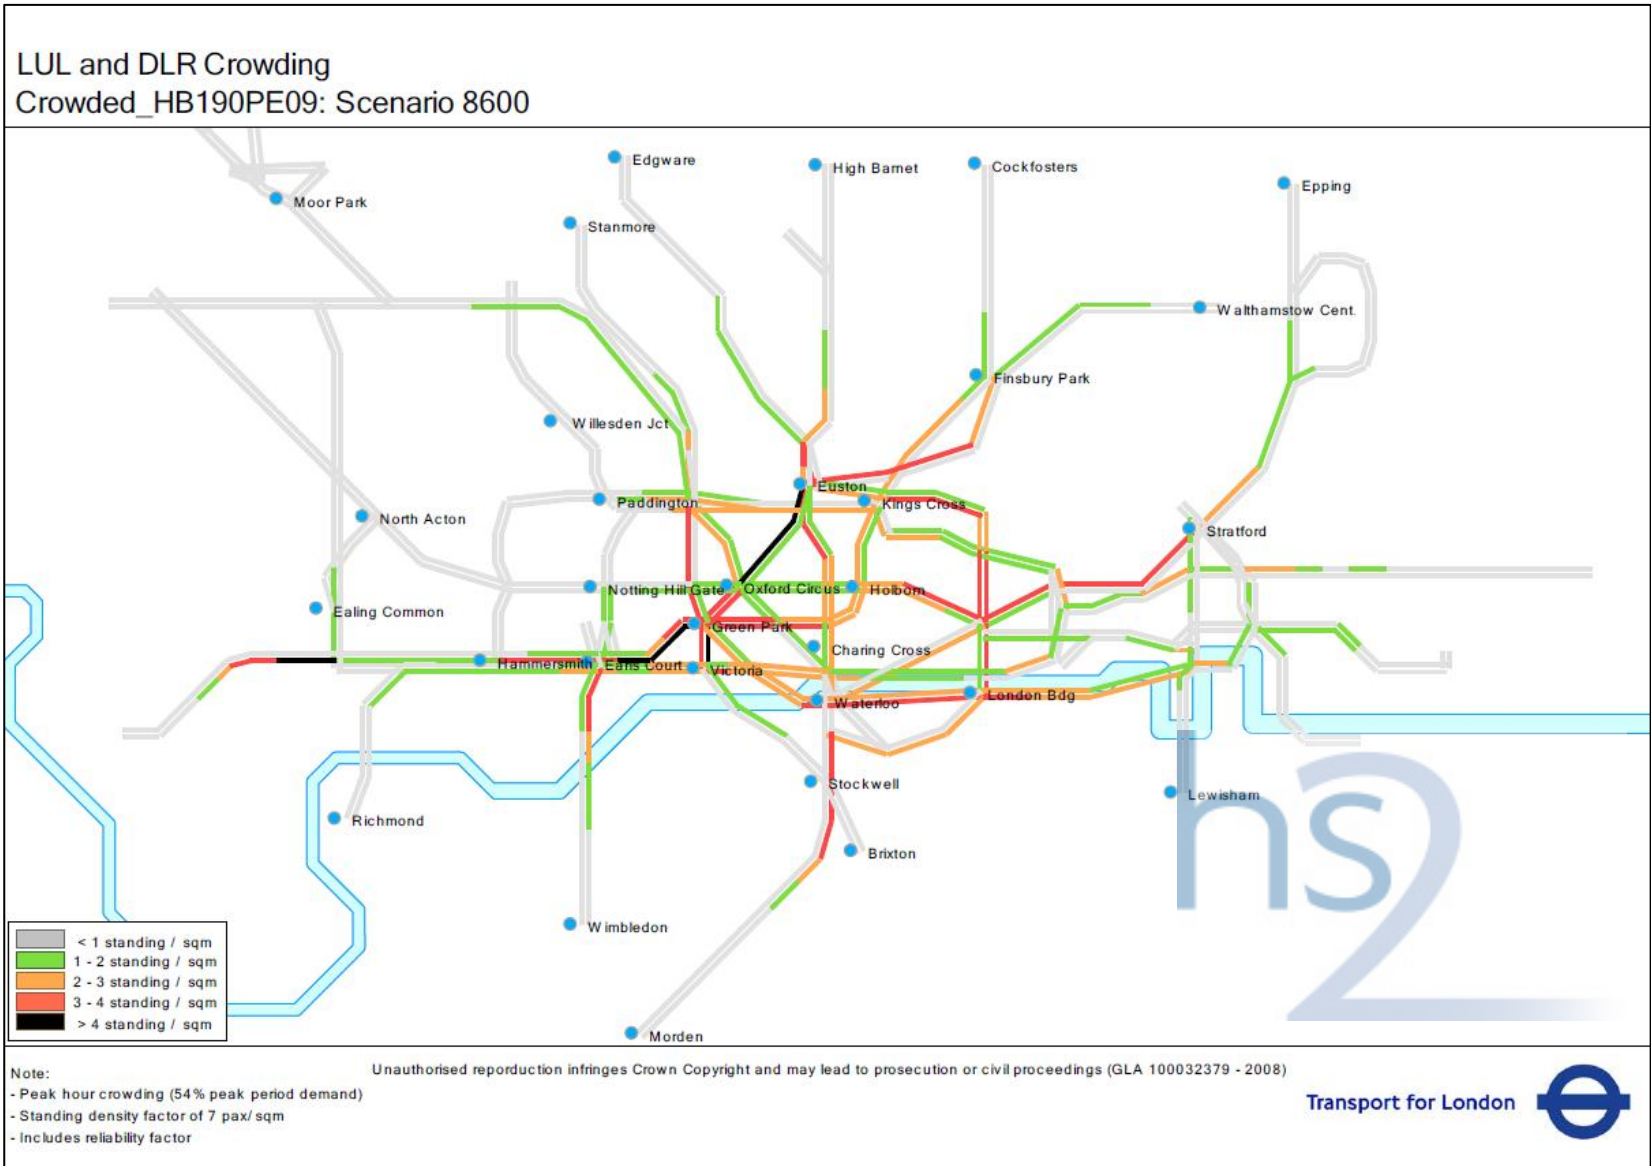 LUL and DLR Crowding
Crowded_HB190PE09: Scenario 8600
Edgware
High Barnet
Cockfosters
Epping
Moor Park
Stanmore
Walthamstow Cent.
Finsbury Park
Willesden Jct
Euston
Paddington
Kings Cross
North Acton
Stratford
Notting Hill Gate
Oxford Circus
Holborn
Ealing Common
Green Park
Charing Cross
Hammersmith
Earls Court
Victoria
London Bdg
Waterloo
Stockwell
Lewisham
Richmond
Brixton
hs2
Wimbledon
< 1 standing / sqm
1 - 2 standing / sqm
2 - 3 standing / sqm
3 - 4 standing / sqm
> 4 standing / sqm
Morden
Note:
- Peak hour crowding (54% peak period demand)
- Standing density factor of 7 pax/sqm
- Includes reliability factor
Unauthorised reporduction infringes Crown Copyright and may lead to prosecution or civil proceedings (GLA 100032379 - 2008)
Transport for London